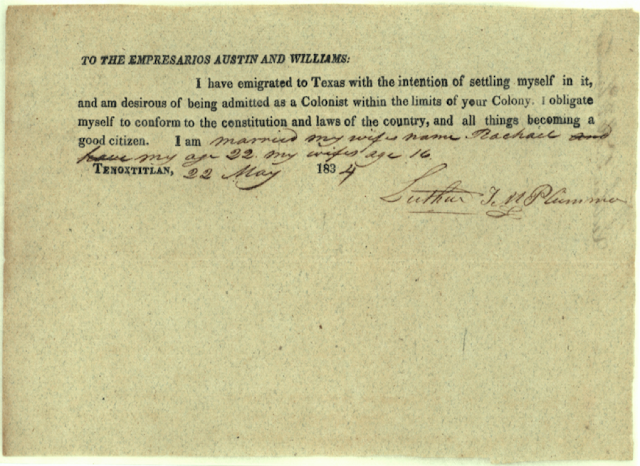 TO THE EMPRESARIOS AUSTIN AND WILLIAMS:
I have emigrated to Texas with the intention of settling myself in it,
and am desirous of being admitted as a Colonist within the limits of your Colony. I obligate
myself to conform to the constitution and laws of the country, and all things becoming a
good citizen. I am married my wifes name Rachael and
have my age 22. my wifes age 16
TENOXTITLAN, 22 May 1834
Luther T. M Plummer